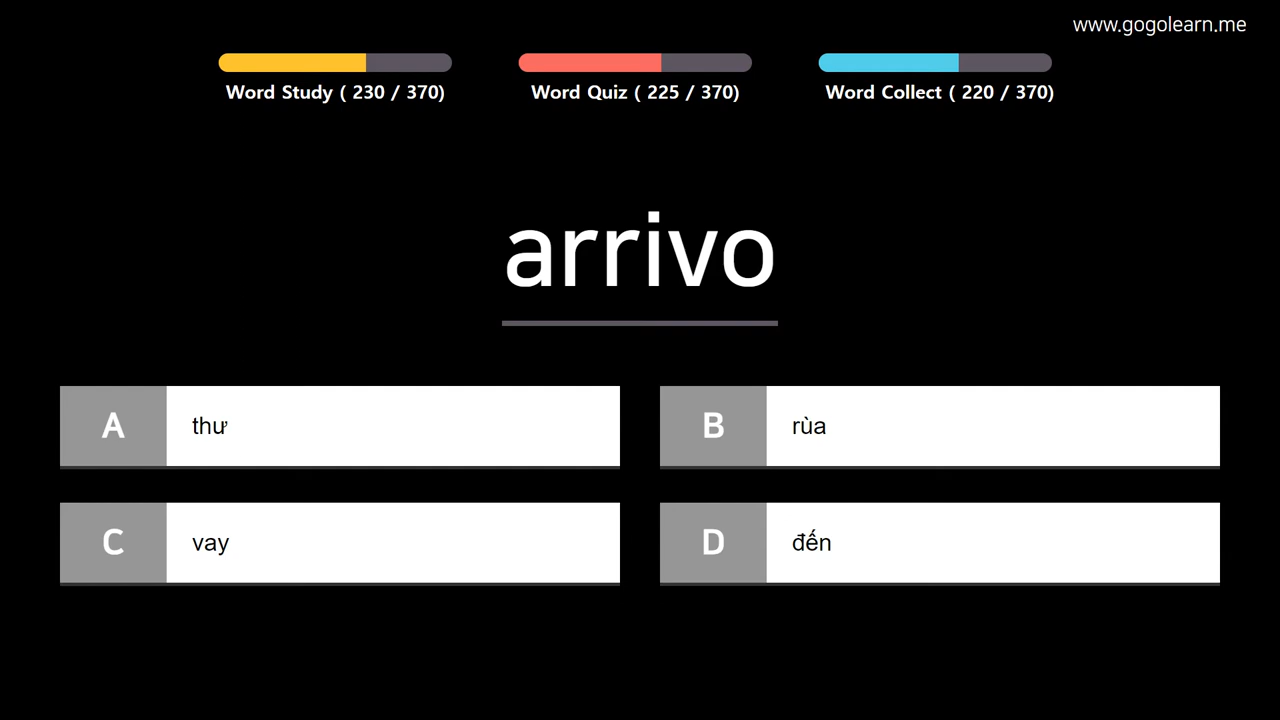 www.gogolearn.me
Word Study ( 230 / 370)
Word Quiz ( 225 / 370)
Word Collect ( 220 / 370)
arrivo
A thư
B rùa
C vay
D đến